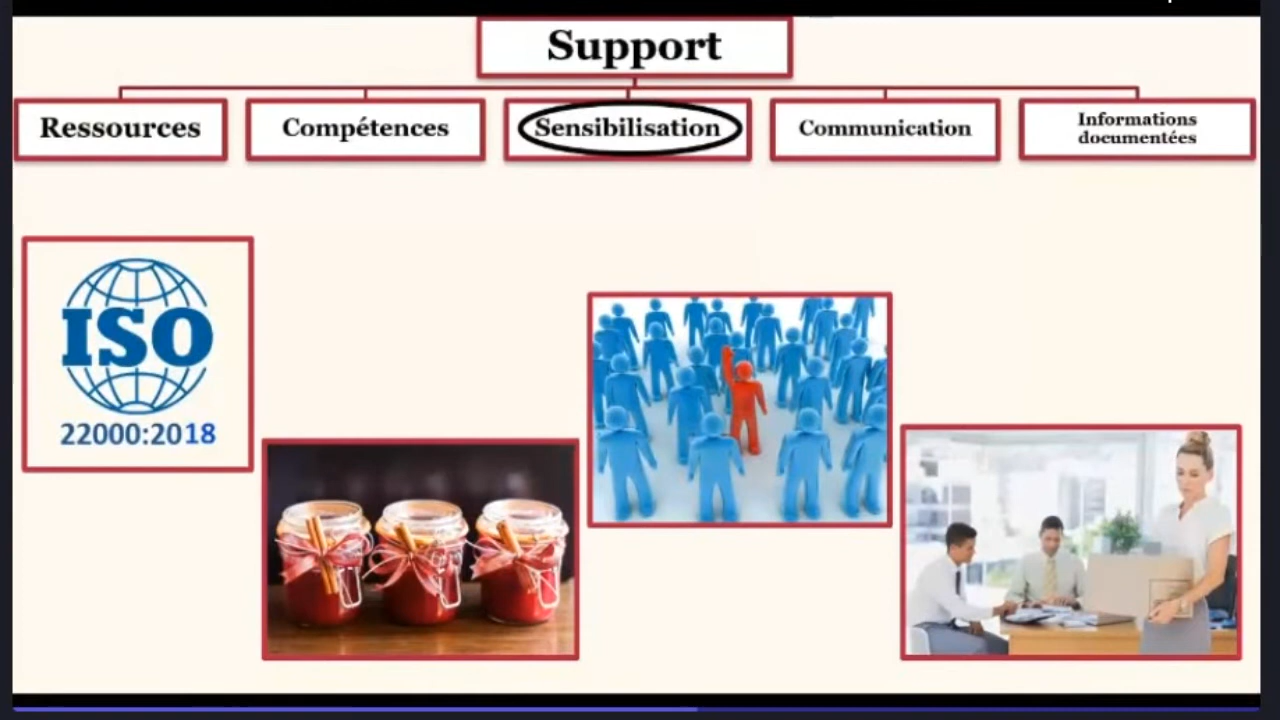 Support
Ressources
Compétences
Sensibilisation
Communication
Informations
documentées
ISO
22000:2018